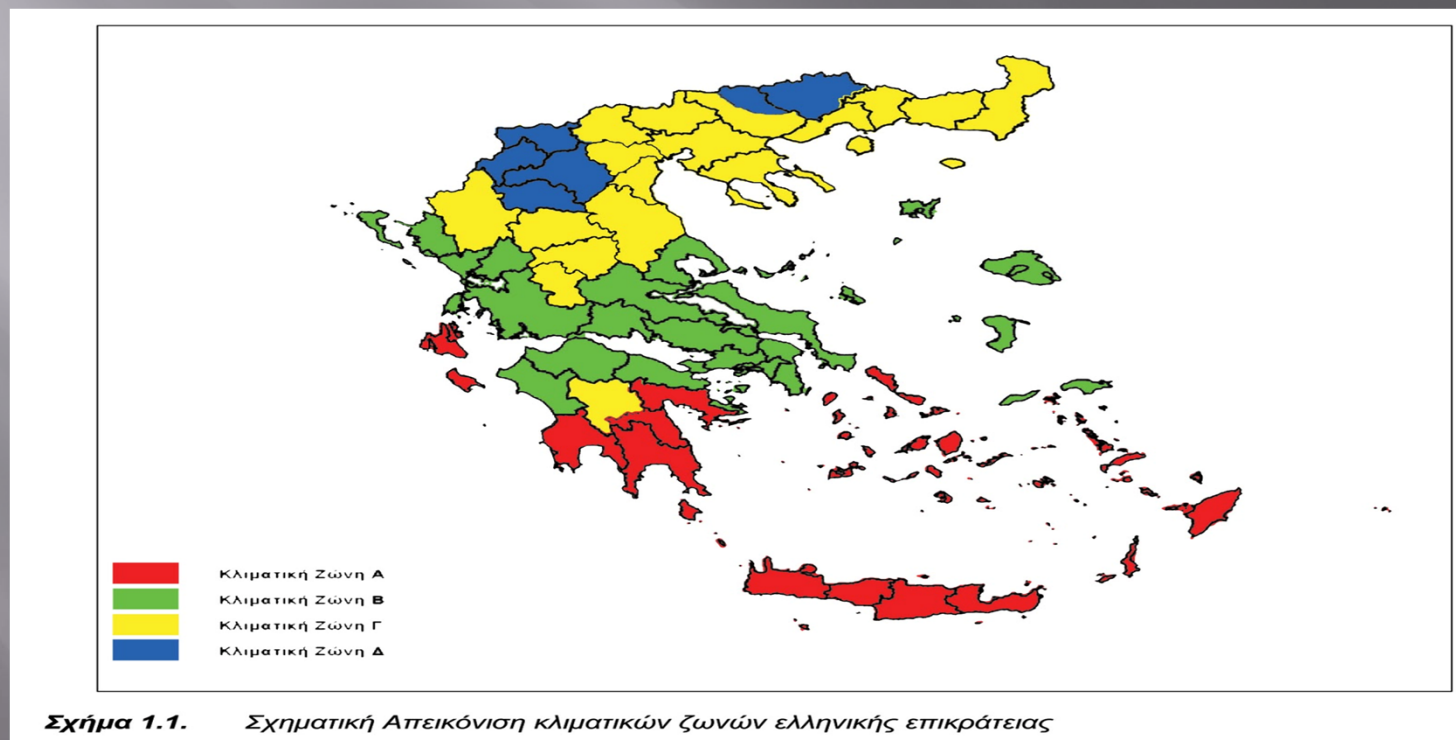 Κλιματική Ζώνη Α
Κλιματική Ζώνη Β
Κλιματική Ζώνη Γ
Κλιματική Ζώνη Δ
Σχήμα 1.1. Σχηματική Απεικόνιση κλιματικών ζωνών ελληνικής επικράτειας